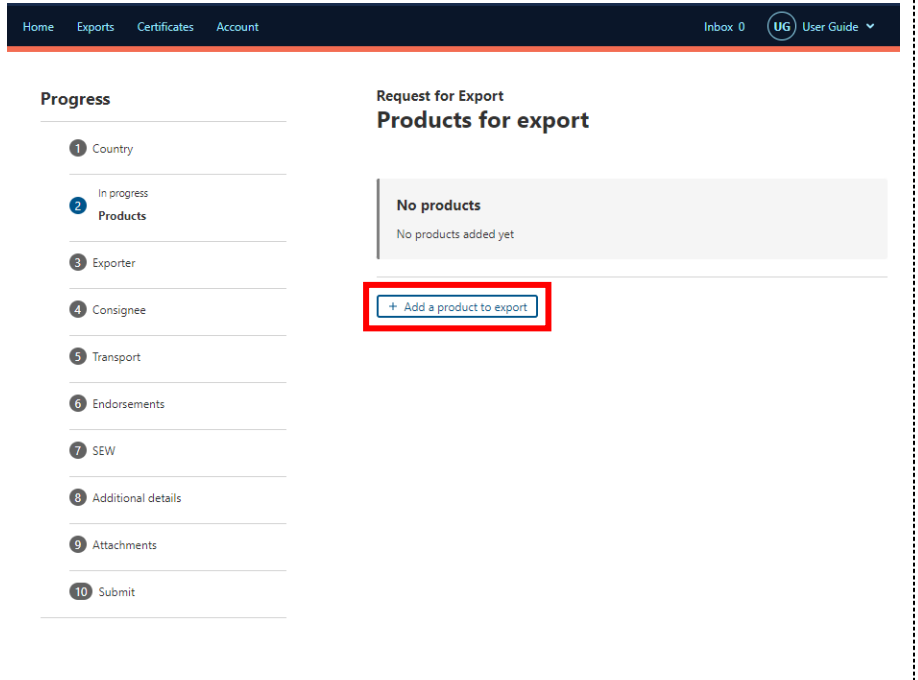 Home Exports Certificates Account Inbox 0 UG User Guide
Progress
1 Country
In progress
2 Products
3 Exporter
4 Consignee
5 Transport
6 Endorsements
7 SEW
8 Additional details
9 Attachments
10 Submit
Request for Export
Products for export
No products
No products added yet
+ Add a product to export